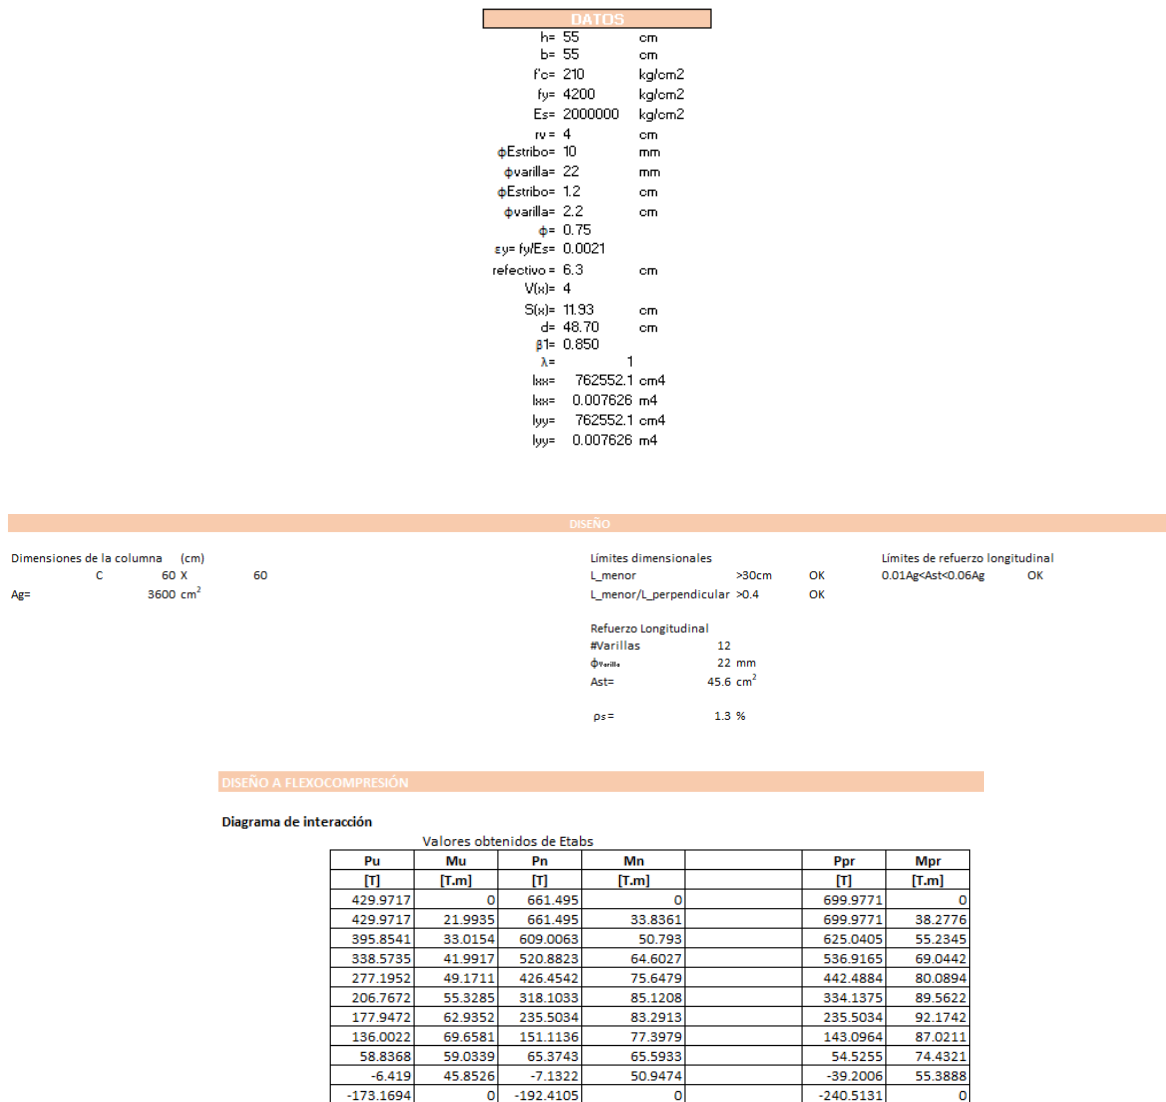 DATOS
h= 55 cm
b= 55 cm
f'c= 210 kg/cm2
fy= 4200 kg/cm2
Es= 2000000 kg/cm2
rv= 4 cm
ϕEstribo= 10 mm
ϕvarilla= 22 mm
ϕEstribo= 1.2 cm
ϕvarilla= 2.2 cm
ϕ= 0.75
εy= fy/Es= 0.0021
refectivo= 6.3 cm
V(x)= 4
S(x)= 11.93 cm
d= 48.70 cm
β1= 0.850
λ= 1
Ixx= 762552.1 cm4
Ixx= 0.007626 m4
Iyy= 762552.1 cm4
Iyy= 0.007626 m4
DISEÑO
Dimensiones de la columna (cm) Límites dimensionales Límites de refuerzo longitudinal
C 60 X 60 L_menor >30cm OK 0.01Ag<Ast<0.06Ag OK
Ag= 3600 cm² L_menor/L_perpendicular >0.4 OK
Refuerzo Longitudinal
#Varillas 12
ϕVarilla 22 mm
Ast= 45.6 cm²
ρs= 1.3 %
DISEÑO A FLEXOCOMPRESIÓN
Diagrama de interacción
Valores obtenidos de Etabs
Pu Mu Pn Mn Ppr Mpr
[T] [T.m] [T] [T.m] [T] [T.m]
429.9717 0 661.495 0 699.9771 0
429.9717 21.9935 661.495 33.8361 699.9771 38.2776
395.8541 33.0154 609.0063 50.793 625.0405 55.2345
338.5735 41.9917 520.8823 64.6027 536.9165 69.0442
277.1952 49.1711 426.4542 75.6479 442.4884 80.0894
206.7672 55.3285 318.1033 85.1208 334.1375 89.5622
177.9472 62.9352 235.5034 83.2913 235.5034 92.1742
136.0022 69.6581 151.1136 77.3979 143.0964 87.0211
58.8368 59.0339 65.3743 65.5933 54.5255 74.4321
-6.419 45.8526 -7.1322 50.9474 -39.2006 55.3888
-173.1694 0 -192.4105 0 -240.5131 0